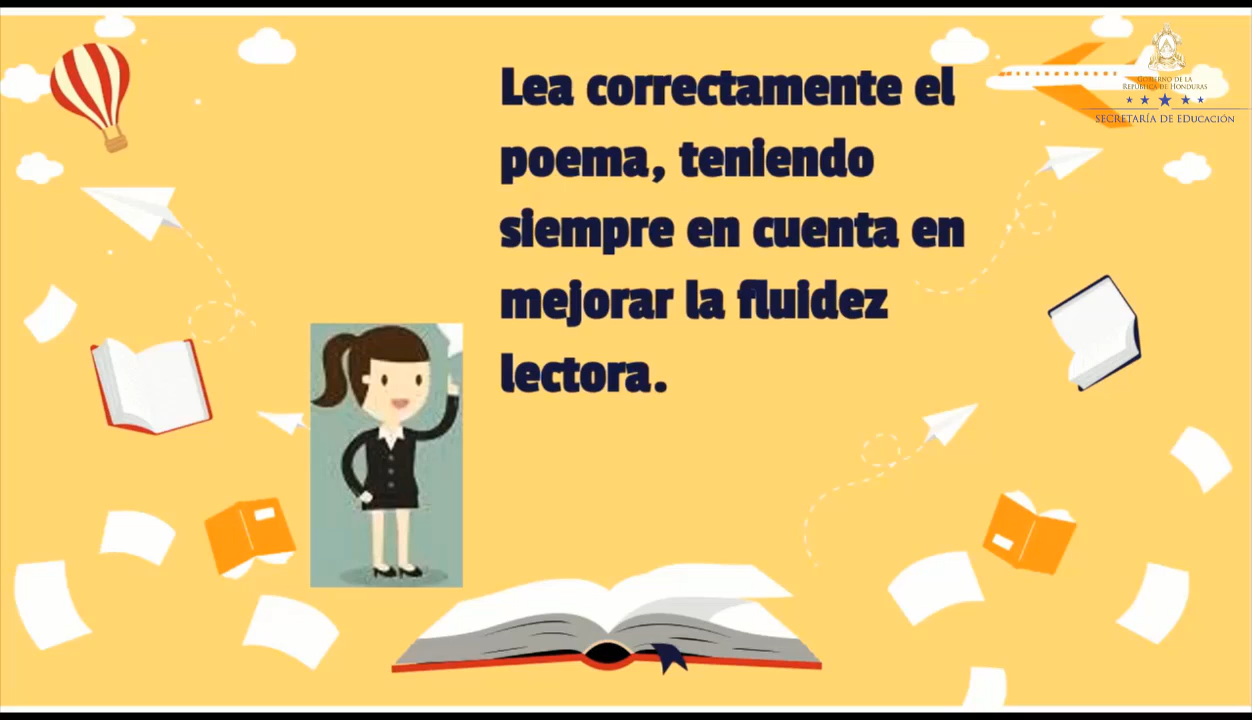 Lea correctamente el
poema, teniendo
siempre en cuenta en
mejorar la fluidez
lectora.
GOBIERNO DE LA
REPÚBLICA DE HONDURAS
SECRETARÍA DE EDUCACIÓN